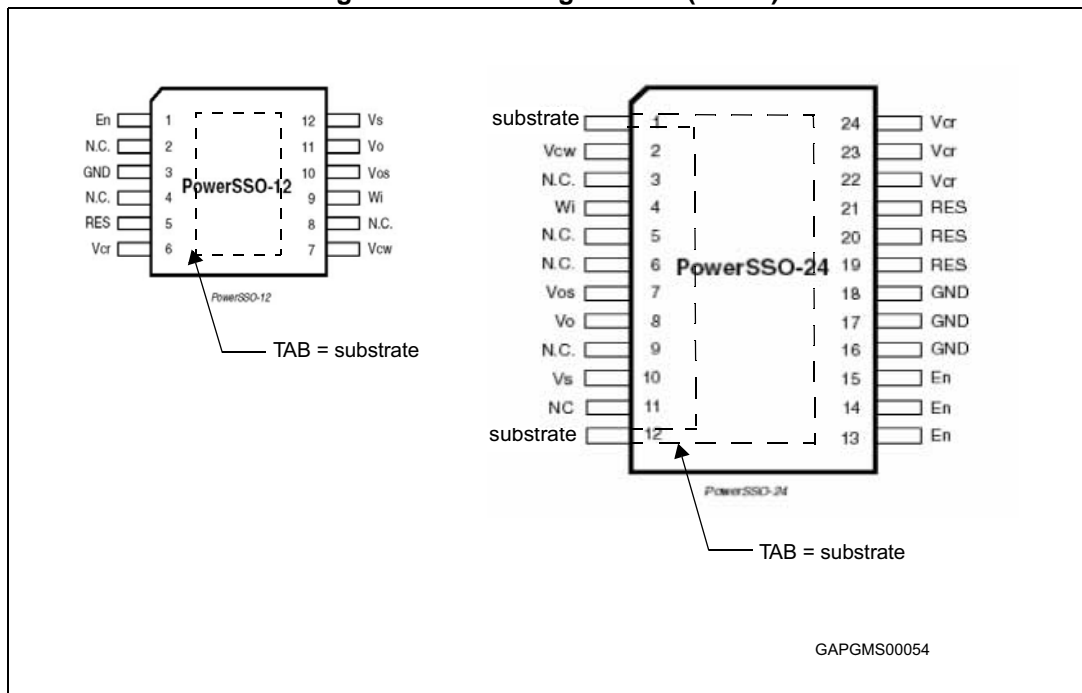 En 1 12 Vs
N.C. 2 11 Vo
GND 3 10 Vos
PowerSSO-12
N.C. 4 9 Wi
RES 5 8 N.C.
Vcr 6 7 Vcw
PowerSSO-12
TAB = substrate
substrate 1 24 Vcr
Vcw 2 23 Vcr
N.C. 3 22 Vcr
Wi 4 21 RES
N.C. 5 20 RES
N.C. 6 19 RES
PowerSSO-24
Vos 7 18 GND
Vo 8 17 GND
N.C. 9 16 GND
Vs 10 15 En
NC 11 14 En
substrate 12 13 En
PowerSSO-24
TAB = substrate
GAPGMS00054